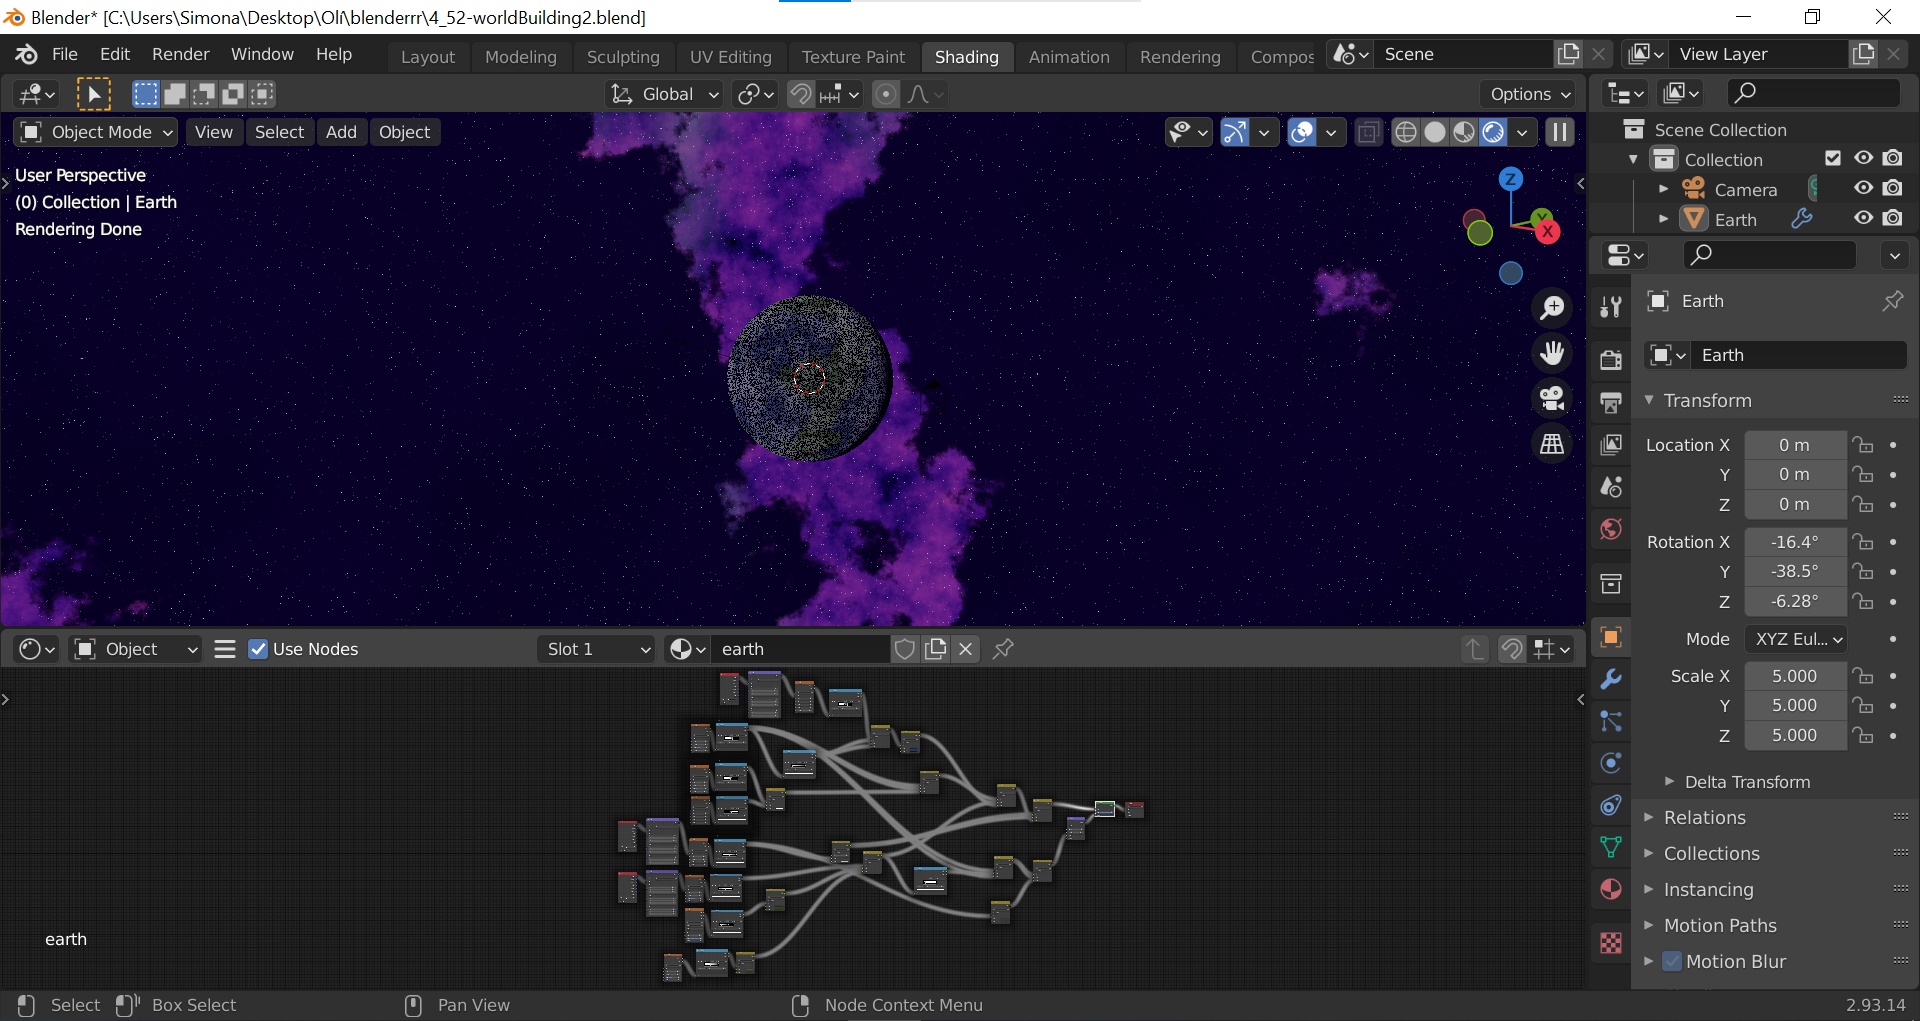 Blender* [C:\Users\Simona\Desktop\Oli\blenderrr\4_52-worldBuilding2.blend]
File Edit Render Window Help Layout Modeling Sculpting UV Editing Texture Paint Shading Animation Rendering Compos Scene View Layer
Global Options
Object Mode View Select Add Object
User Perspective
(0) Collection | Earth
Rendering Done
Z
Y
X
Scene Collection
Collection
Camera
Earth
Earth
Earth
Transform
Location X 0 m
Y 0 m
Z 0 m
Rotation X -16.4°
Y -38.5°
Z -6.28°
Mode XYZ Eul...
Scale X 5.000
Y 5.000
Z 5.000
Delta Transform
Relations
Collections
Instancing
Motion Paths
Motion Blur
Object Use Nodes Slot 1 earth
earth
Select Box Select Pan View Node Context Menu 2.93.14